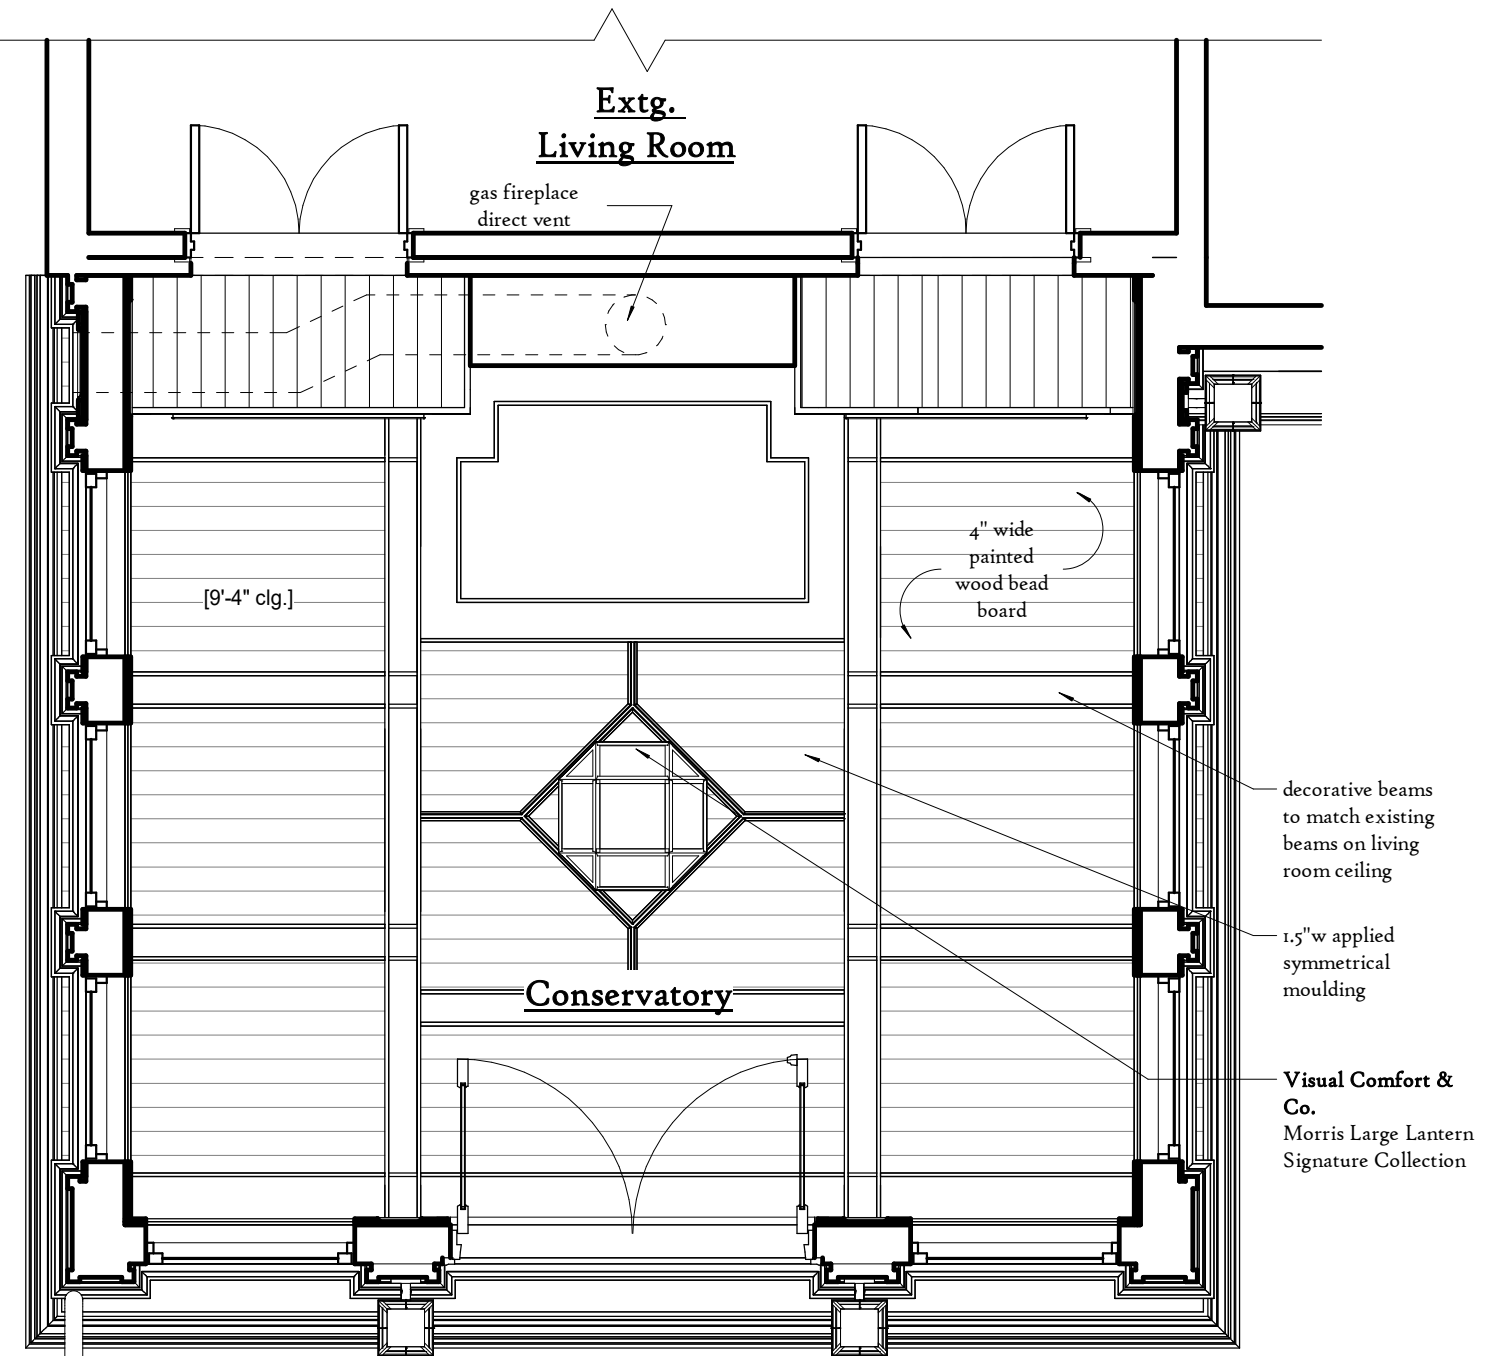 Extg.
Living Room
gas fireplace
direct vent
4" wide
painted
wood bead
board
[9'-4" clg.]
decorative beams
to match existing
beams on living
room ceiling
1.5"w applied
symmetrical
moulding
Conservatory
Visual Comfort &
Co.
Morris Large Lantern
Signature Collection